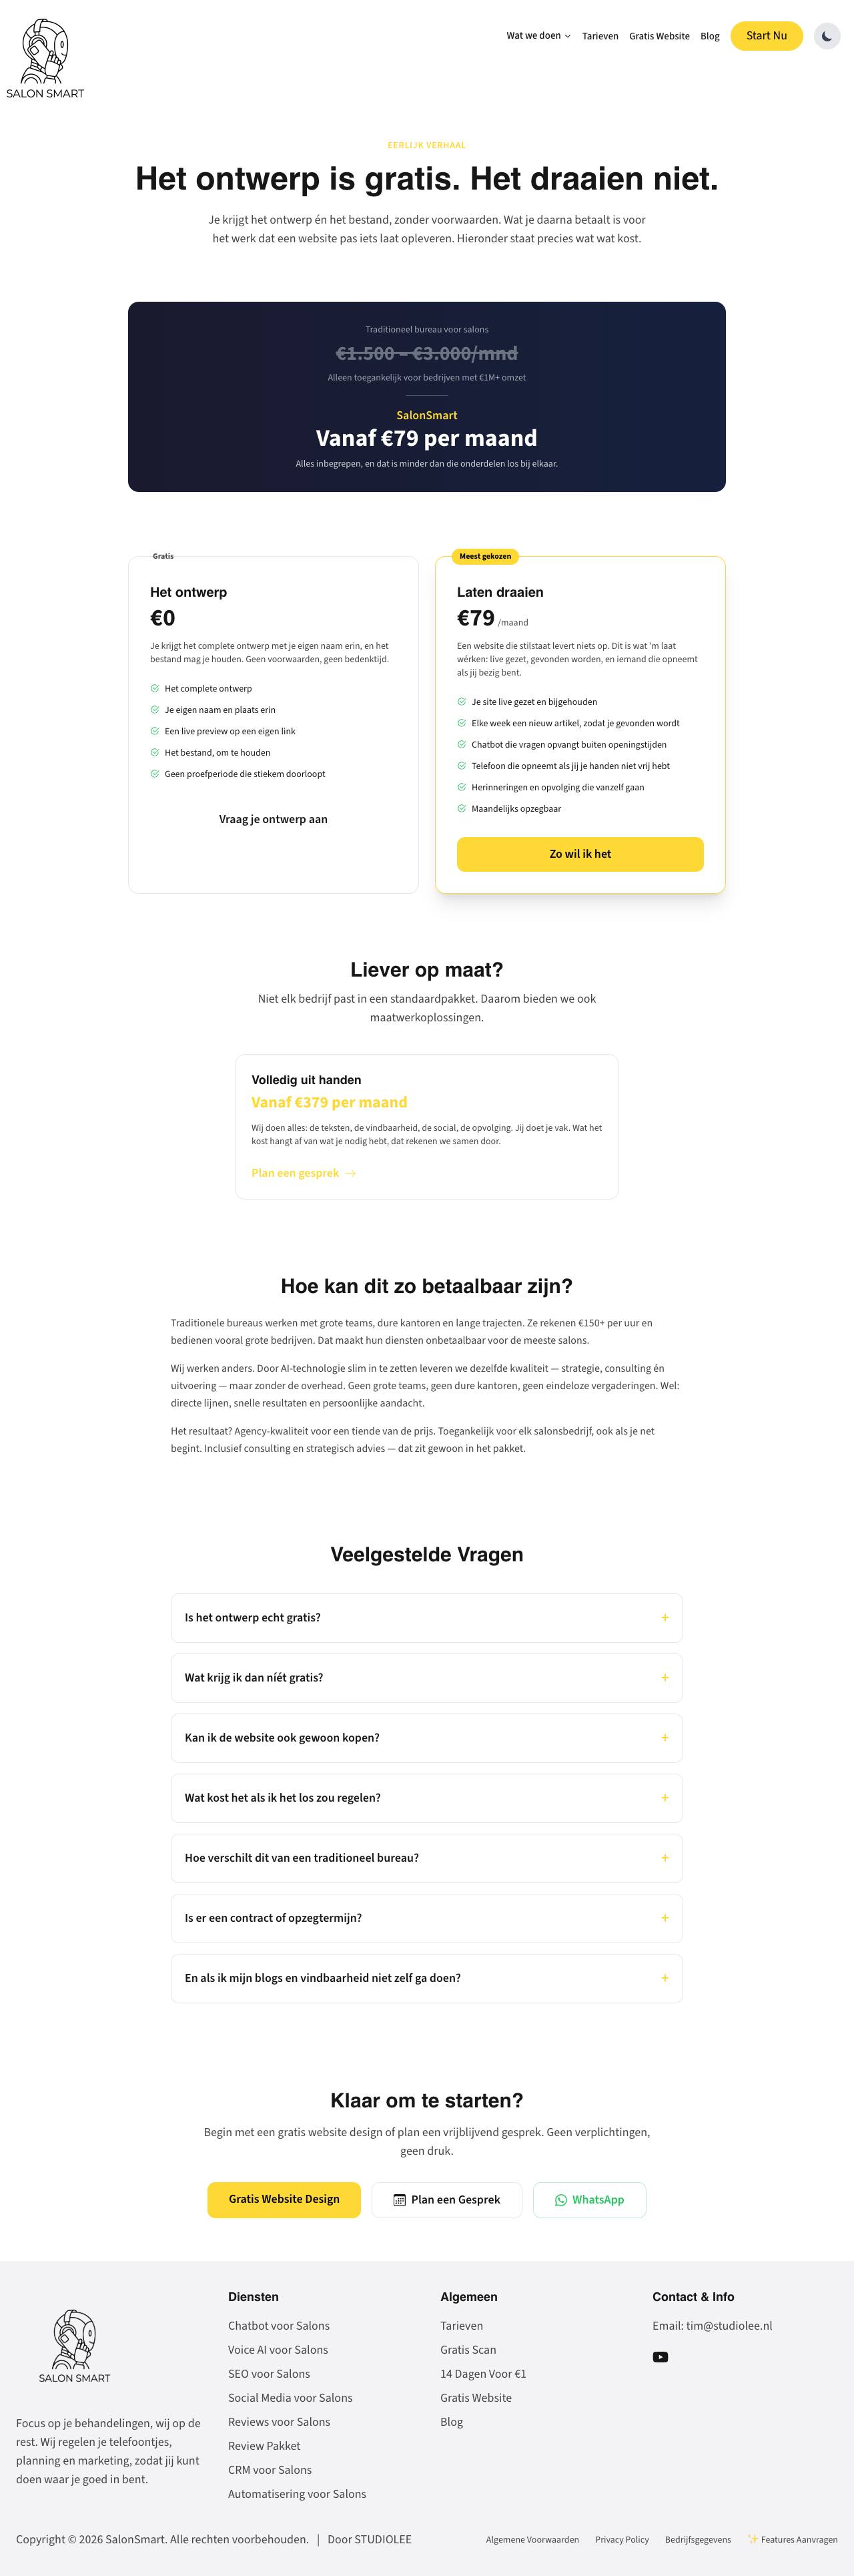 SALON SMART
Wat we doen
Tarieven
Gratis Website
Blog
Start Nu
EERLIJK VERHAAL
Het ontwerp is gratis. Het draaien niet.
Je krijgt het ontwerp én het bestand, zonder voorwaarden. Wat je daarna betaalt is voor
het werk dat een website pas iets laat opleveren. Hieronder staat precies wat wat kost.
Traditioneel bureau voor salons
€1.500 – €3.000/mnd
Alleen toegankelijk voor bedrijven met €1M+ omzet
SalonSmart
Vanaf €79 per maand
Alles inbegrepen, en dat is minder dan die onderdelen los bij elkaar.
Gratis
Het ontwerp
€0
Je krijgt het complete ontwerp met je eigen naam erin, en het
bestand mag je houden. Geen voorwaarden, geen bedenktijd.
Het complete ontwerp
Je eigen naam en plaats erin
Een live preview op een eigen link
Het bestand, om te houden
Geen proefperiode die stiekem doorloopt
Vraag je ontwerp aan
Meest gekozen
Laten draaien
€79 /maand
Een website die stilstaat levert niets op. Dit is wat 'm laat
wérken: live gezet, gevonden worden, en iemand die opneemt
als jij bezig bent.
Je site live gezet en bijgehouden
Elke week een nieuw artikel, zodat je gevonden wordt
Chatbot die vragen opvangt buiten openingstijden
Telefoon die opneemt als jij je handen niet vrij hebt
Herinneringen en opvolging die vanzelf gaan
Maandelijks opzegbaar
Zo wil ik het
Liever op maat?
Niet elk bedrijf past in een standaardpakket. Daarom bieden we ook
maatwerkoplossingen.
Volledig uit handen
Vanaf €379 per maand
Wij doen alles: de teksten, de vindbaarheid, de social, de opvolging. Jij doet je vak. Wat het
kost hangt af van wat je nodig hebt, dat rekenen we samen door.
Plan een gesprek →
Hoe kan dit zo betaalbaar zijn?
Traditionele bureaus werken met grote teams, dure kantoren en lange trajecten. Ze rekenen €150+ per uur en
bedienen vooral grote bedrijven. Dat maakt hun diensten onbetaalbaar voor de meeste salons.
Wij werken anders. Door AI-technologie slim in te zetten leveren we dezelfde kwaliteit — strategie, consulting én
uitvoering — maar zonder de overhead. Geen grote teams, geen dure kantoren, geen eindeloze vergaderingen. Wel:
directe lijnen, snelle resultaten en persoonlijke aandacht.
Het resultaat? Agency-kwaliteit voor een tiende van de prijs. Toegankelijk voor elk salonsbedrijf, ook als je net
begint. Inclusief consulting en strategisch advies — dat zit gewoon in het pakket.
Veelgestelde Vragen
Is het ontwerp echt gratis? +
Wat krijg ik dan níét gratis? +
Kan ik de website ook gewoon kopen? +
Wat kost het als ik het los zou regelen? +
Hoe verschilt dit van een traditioneel bureau? +
Is er een contract of opzegtermijn? +
En als ik mijn blogs en vindbaarheid niet zelf ga doen? +
Klaar om te starten?
Begin met een gratis website design of plan een vrijblijvend gesprek. Geen verplichtingen,
geen druk.
Gratis Website Design
Plan een Gesprek
WhatsApp
SALON SMART
Focus op je behandelingen, wij op de
rest. Wij regelen je telefoontjes,
planning en marketing, zodat jij kunt
doen waar je goed in bent.
Diensten
Chatbot voor Salons
Voice AI voor Salons
SEO voor Salons
Social Media voor Salons
Reviews voor Salons
Review Pakket
CRM voor Salons
Automatisering voor Salons
Algemeen
Tarieven
Gratis Scan
14 Dagen Voor €1
Gratis Website
Blog
Contact & Info
Email: tim@studiolee.nl
Copyright © 2026 SalonSmart. Alle rechten voorbehouden. | Door STUDIOLEE
Algemene Voorwaarden
Privacy Policy
Bedrijfsgegevens
✨ Features Aanvragen